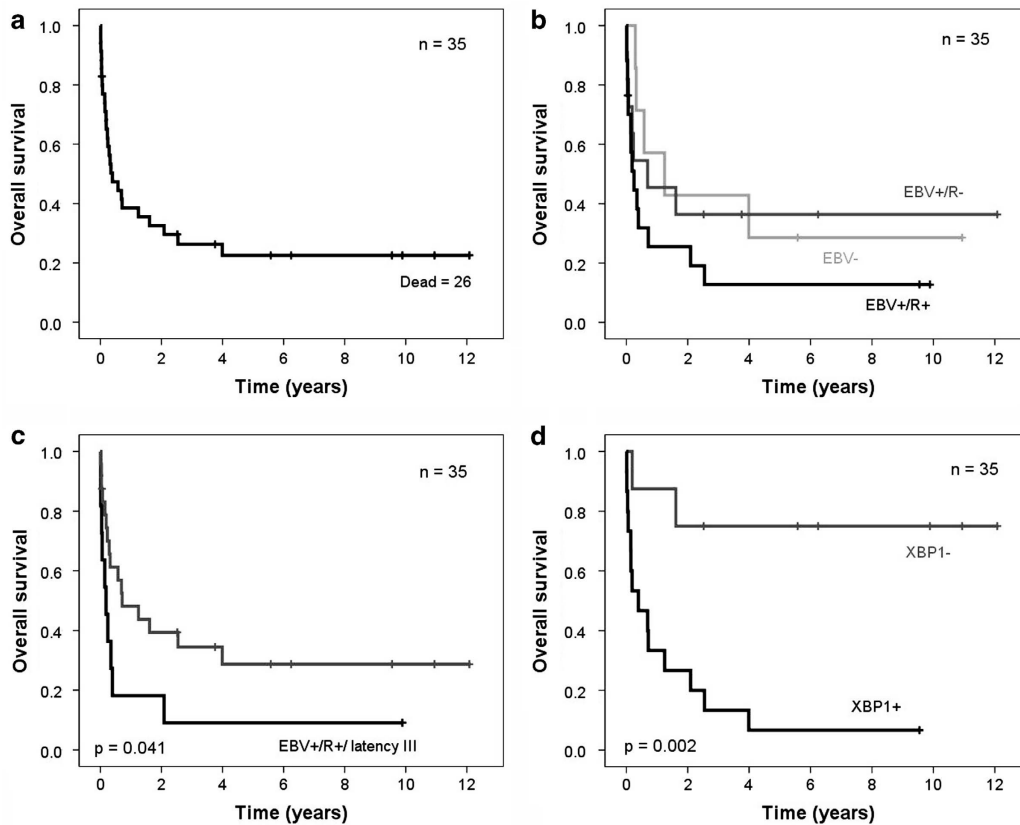 a
n = 35
Overall survival
1.0
0.8
0.6
0.4
0.2
0.0
Dead = 26
0 2 4 6 8 10 12
Time (years)
b
n = 35
Overall survival
1.0
0.8
0.6
0.4
0.2
0.0
EBV+/R-
EBV-
EBV+/R+
0 2 4 6 8 10 12
Time (years)
c
n = 35
Overall survival
1.0
0.8
0.6
0.4
0.2
0.0
p = 0.041
EBV+/R+/ latency III
0 2 4 6 8 10 12
Time (years)
d
n = 35
Overall survival
1.0
0.8
0.6
0.4
0.2
0.0
XBP1-
XBP1+
p = 0.002
0 2 4 6 8 10 12
Time (years)